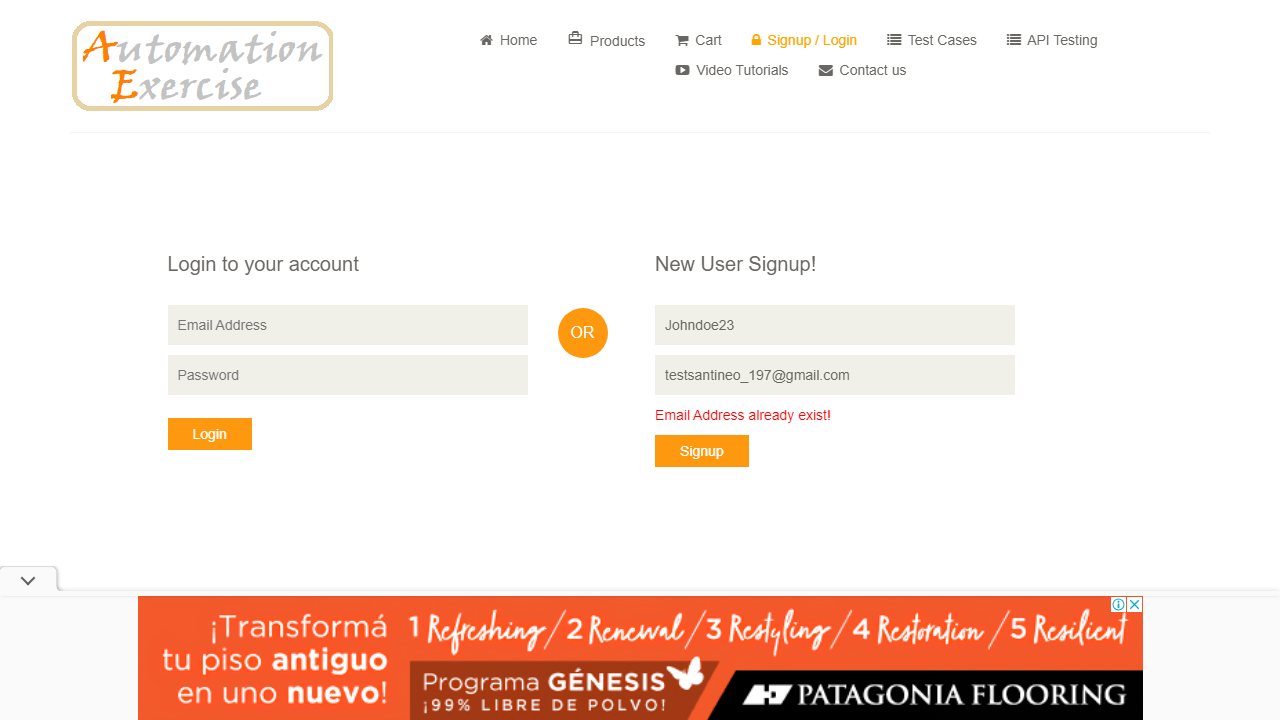 Automation
Exercise
Home
Products
Cart
Signup / Login
Test Cases
API Testing
Video Tutorials
Contact us
Login to your account
Email Address
Password
Login
OR
New User Signup!
Johndoe23
testsantineo_197@gmail.com
Email Address already exist!
Signup
¡Transformá
tu piso antiguo
en uno nuevo!
1 Refreshing / 2 Renewal / 3 Restyling / 4 Restoration / 5 Resilient
Programa GÉNESIS
¡99% LIBRE DE POLVO!
PATAGONIA FLOORING